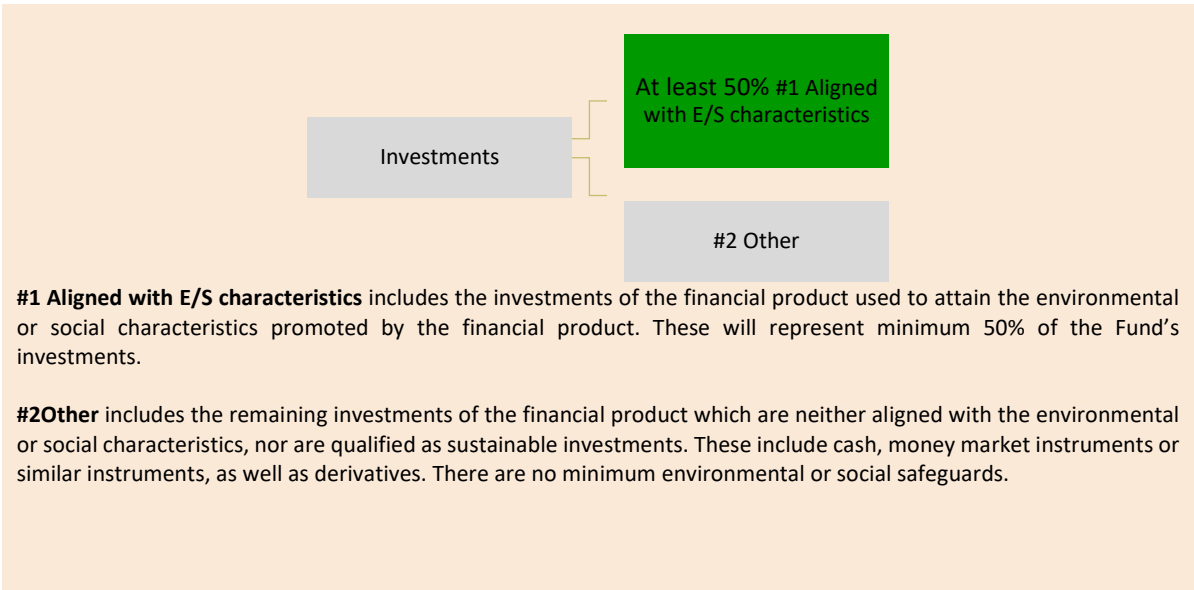 At least 50% #1 Aligned
with E/S characteristics
Investments
#2 Other
#1 Aligned with E/S characteristics includes the investments of the financial product used to attain the environmental
or social characteristics promoted by the financial product. These will represent minimum 50% of the Fund’s
investments.
#2Other includes the remaining investments of the financial product which are neither aligned with the environmental
or social characteristics, nor are qualified as sustainable investments. These include cash, money market instruments or
similar instruments, as well as derivatives. There are no minimum environmental or social safeguards.